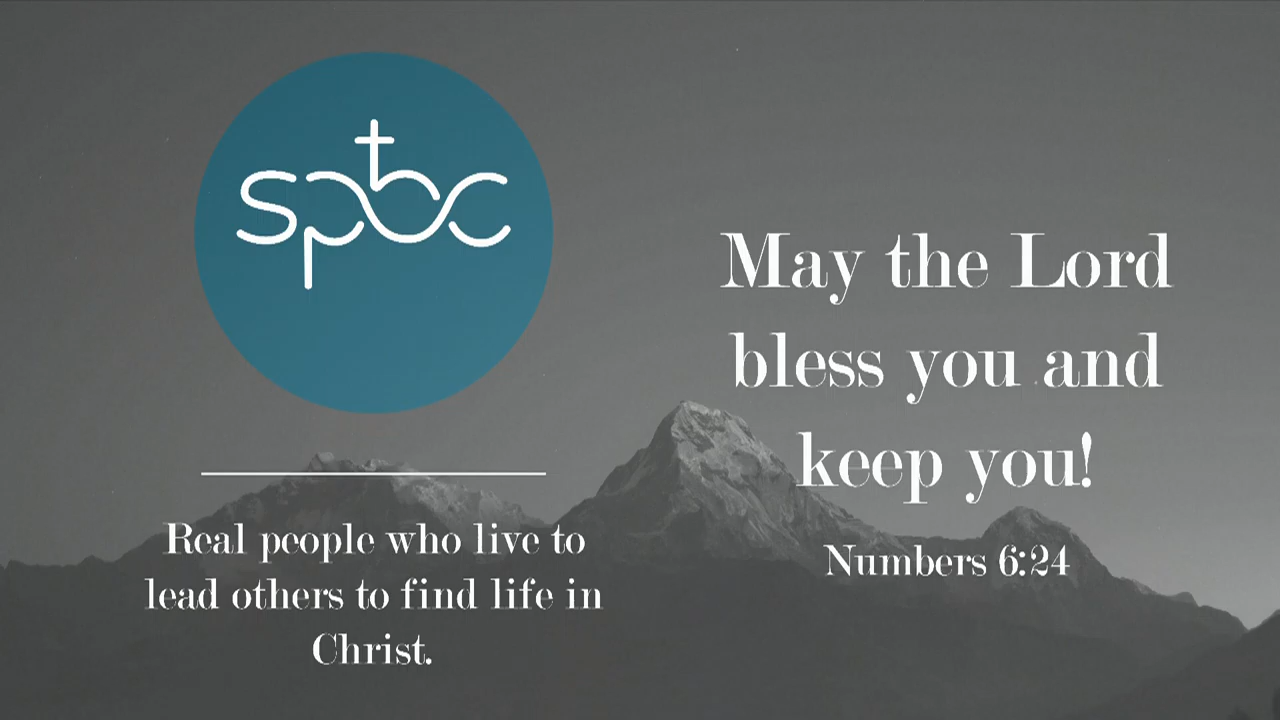 spbc
Real people who live to
lead others to find life in
Christ.
May the Lord
bless you and
keep you!
Numbers 6:24